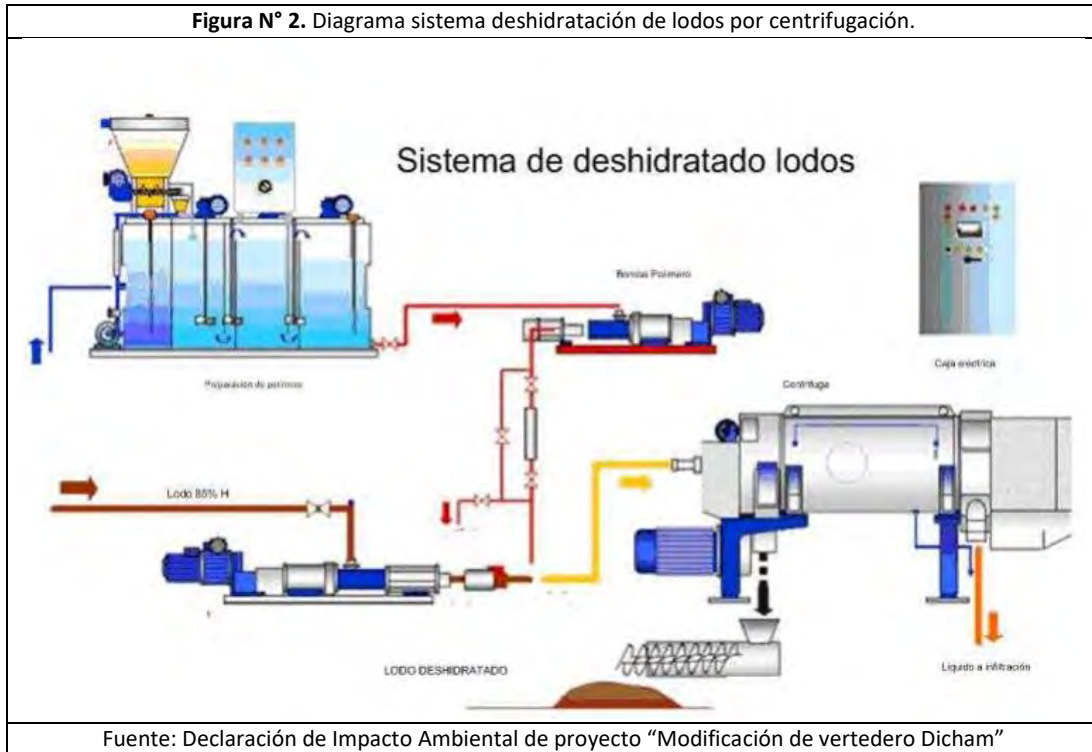 Figura N° 2. Diagrama sistema deshidratación de lodos por centrifugación.
Sistema de deshidratado lodos
Bomba Polímero
Caja eléctrica
Preparación de polímero
Centrífuga
Lodo 85% H
LODO DESHIDRATADO
Líquido a infiltración
Fuente: Declaración de Impacto Ambiental de proyecto “Modificación de vertedero Dicham”